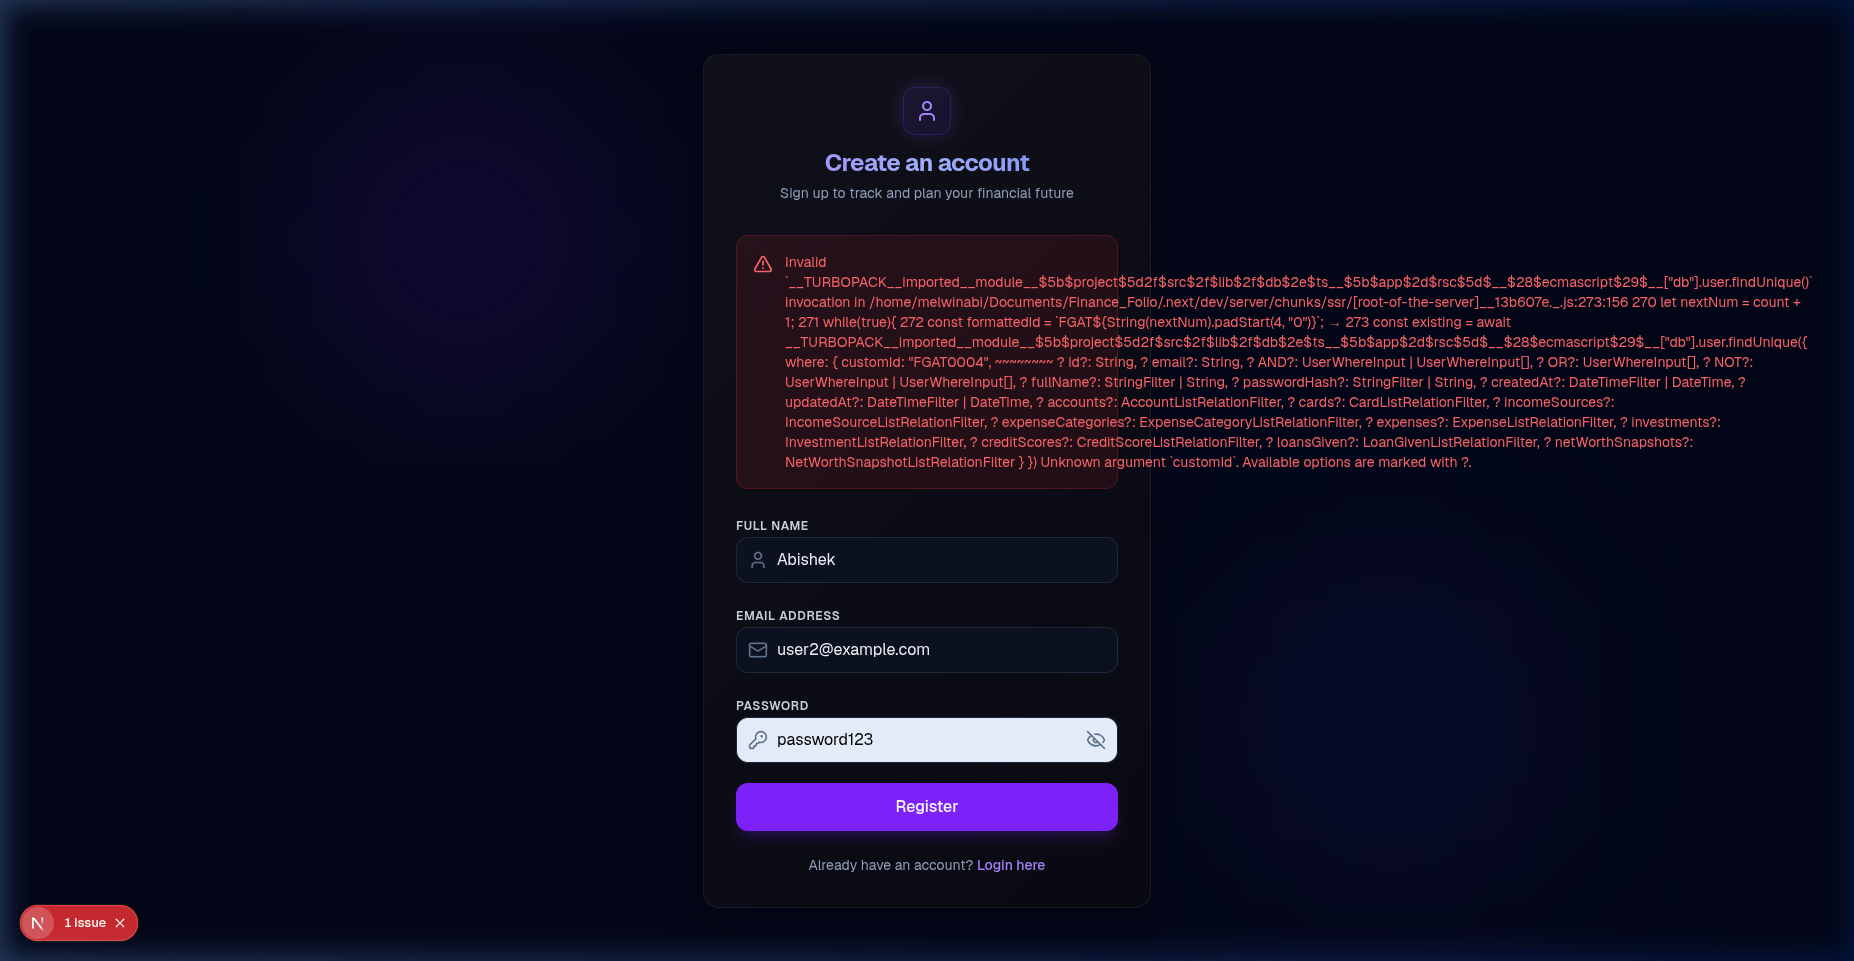 Create an account
Sign up to track and plan your financial future
Invalid
`__TURBOPACK__imported__module__$5b$project$5d2f$src$2f$lib$2f$db$2e$ts__$5b$app$2d$rsc$5d$__$28$ecmascript$29$__["db"].user.findUnique()`
invocation in /home/melwinabi/Documents/Finance_Folio/.next/dev/server/chunks/ssr/[root-of-the-server]__13b607e._.js:273:156 270 let nextNum = count +
1; 271 while(true){ 272 const formattedId = `FGAT${String(nextNum).padStart(4, "0")}`; → 273 const existing = await
__TURBOPACK__imported__module__$5b$project$5d2f$src$2f$lib$2f$db$2e$ts__$5b$app$2d$rsc$5d$__$28$ecmascript$29$__["db"].user.findUnique({
where: { customId: "FGAT0004", ~~~~~~~~ ? id?: String, ? email?: String, ? AND?: UserWhereInput | UserWhereInput[], ? OR?: UserWhereInput[], ? NOT?:
UserWhereInput | UserWhereInput[], ? fullName?: StringFilter | String, ? passwordHash?: StringFilter | String, ? createdAt?: DateTimeFilter | DateTime, ?
updatedAt?: DateTimeFilter | DateTime, ? accounts?: AccountListRelationFilter, ? cards?: CardListRelationFilter, ? incomeSources?:
IncomeSourceListRelationFilter, ? expenseCategories?: ExpenseCategoryListRelationFilter, ? expenses?: ExpenseListRelationFilter, ? investments?:
InvestmentListRelationFilter, ? creditScores?: CreditScoreListRelationFilter, ? loansGiven?: LoanGivenListRelationFilter, ? netWorthSnapshots?:
NetWorthSnapshotListRelationFilter } }) Unknown argument `customId`. Available options are marked with ?.
FULL NAME
Abishek
EMAIL ADDRESS
user2@example.com
PASSWORD
password123
Register
Already have an account? Login here
N 1 Issue